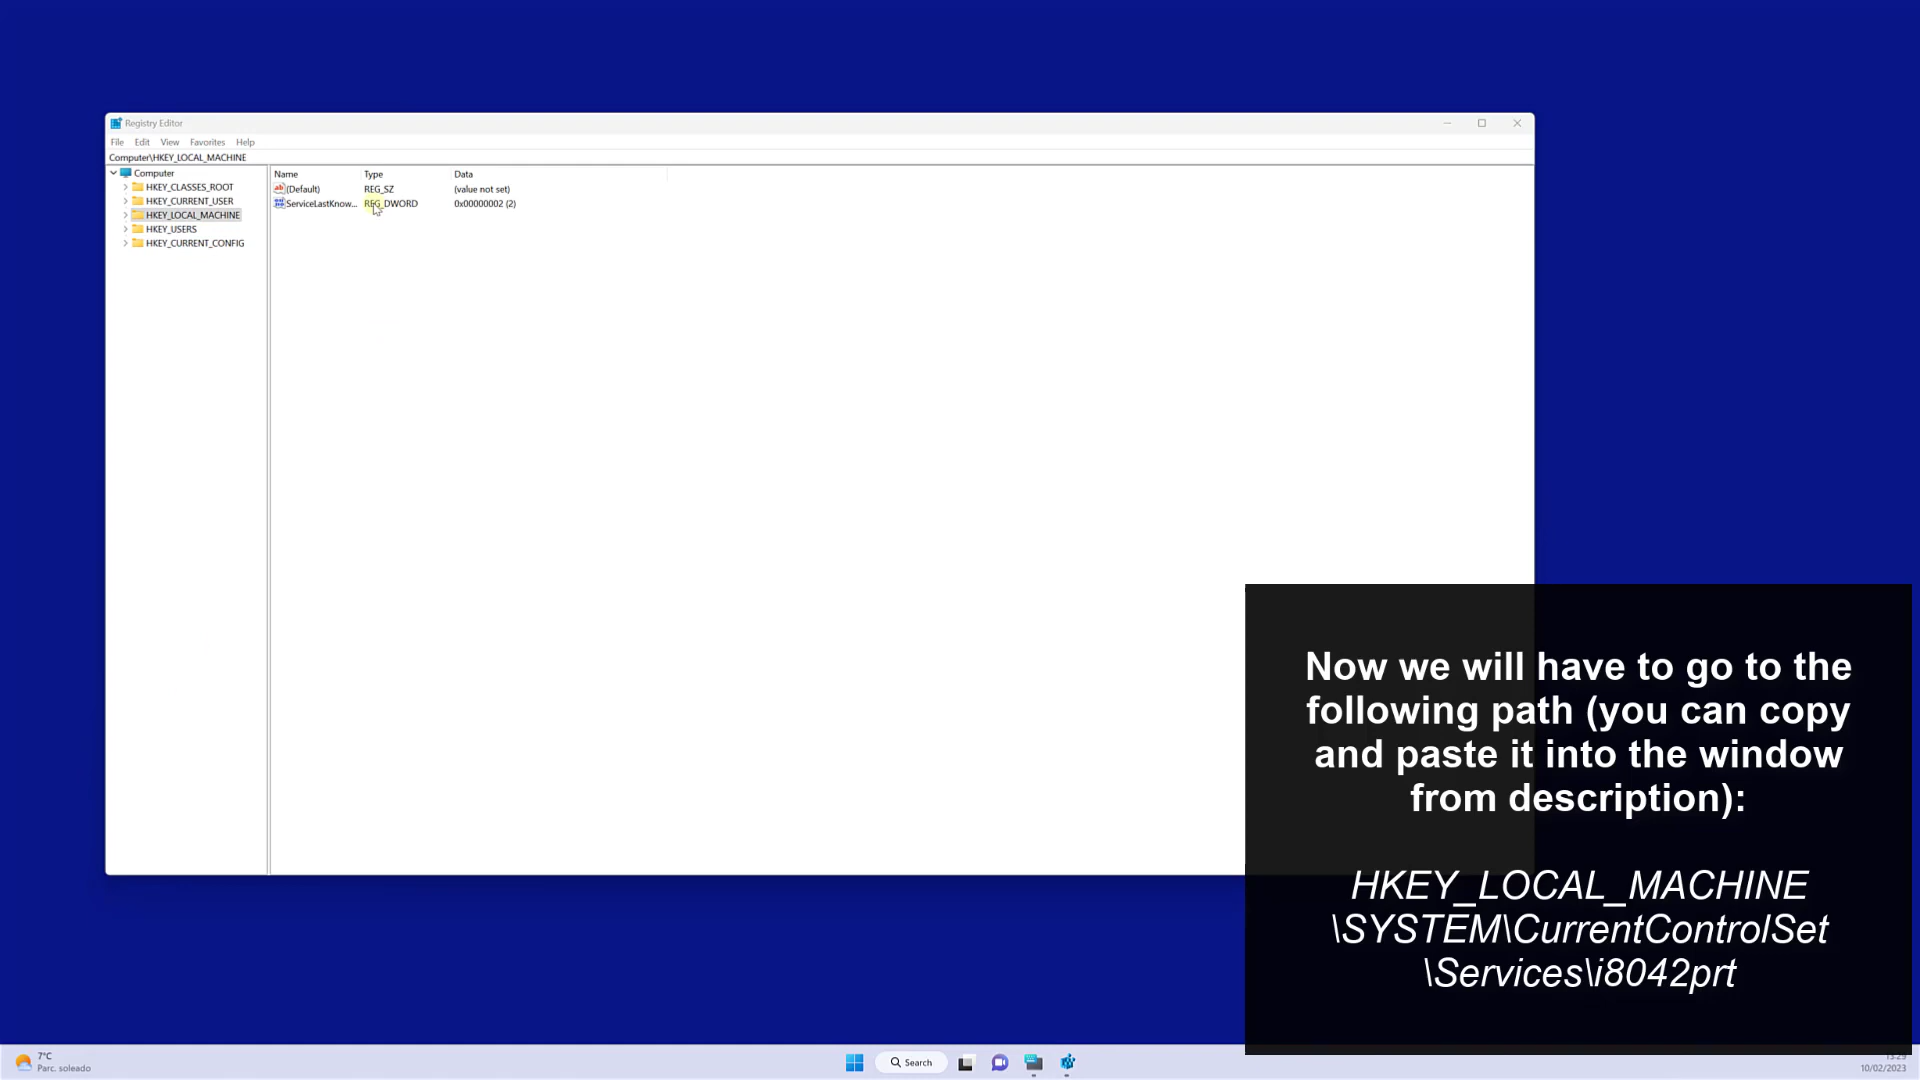 Registry Editor
File Edit View Favorites Help
Computer\HKEY_LOCAL_MACHINE
Computer
HKEY_CLASSES_ROOT
HKEY_CURRENT_USER
HKEY_LOCAL_MACHINE
HKEY_USERS
HKEY_CURRENT_CONFIG
Name Type Data
ab (Default) REG_SZ (value not set)
ServiceLastKnow... REG_DWORD 0x00000002 (2)
Now we will have to go to the
following path (you can copy
and paste it into the window
from description):
HKEY_LOCAL_MACHINE
\SYSTEM\CurrentControlSet
\Services\i8042prt
7°C
Parc. soleado
Search
10/02/2023